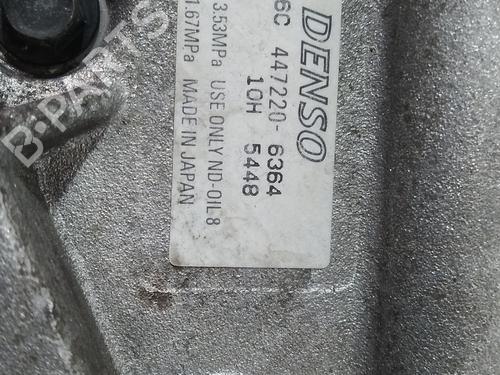 DENSO
6C 447220-6364
10H 5448
3.53MPa USE ONLY ND-OIL8
1.67MPa MADE IN JAPAN
B-PARTS